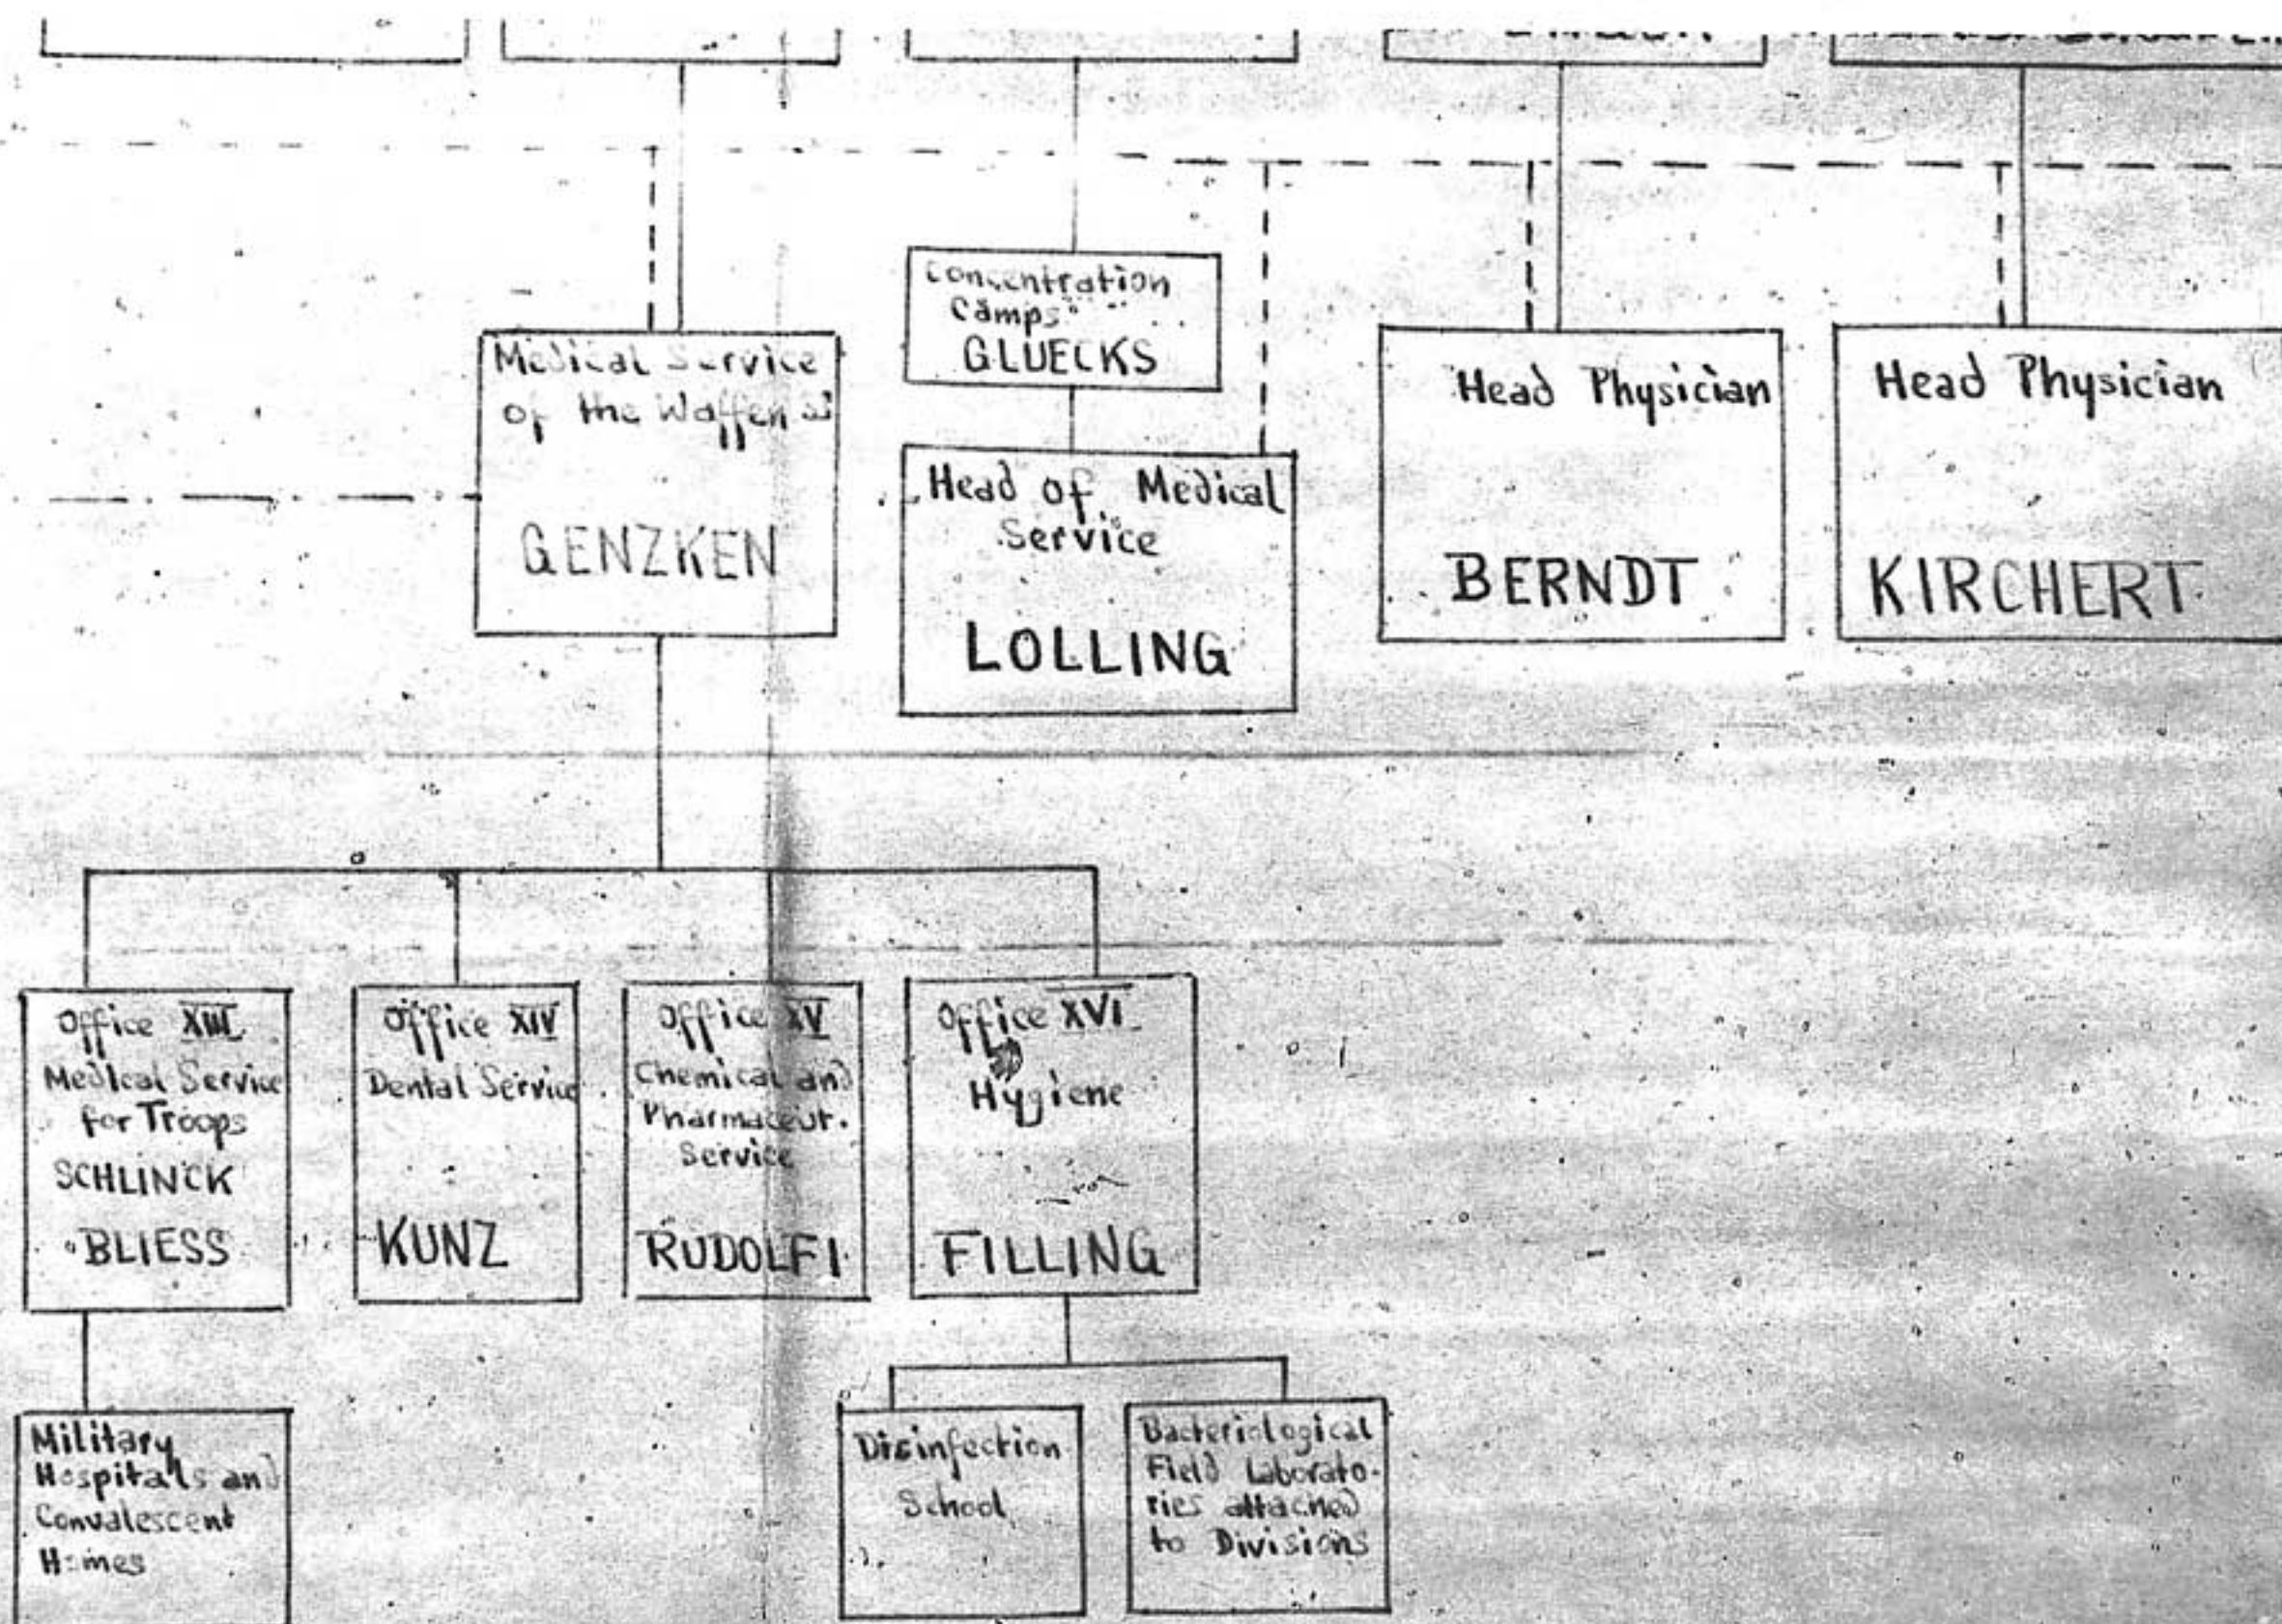 Concentration
Camps
GLUECKS
Medical Service
of the Waffen SS
GENZKEN
Head of Medical
Service
LOLLING
Head Physician
BERNDT
Head Physician
KIRCHERT
Office XIII
Medical Service
for Troops
SCHLINCK
BLIESS
Office XIV
Dental Service
KUNZ
Office XV
Chemical and
Pharmaceut.
Service
RUDOLFI
Office XVI
Hygiene
FILLING
Military
Hospitals and
Convalescent
Homes
Disinfection
School
Bacteriological
Field Laborato-
ries attached
to Divisions